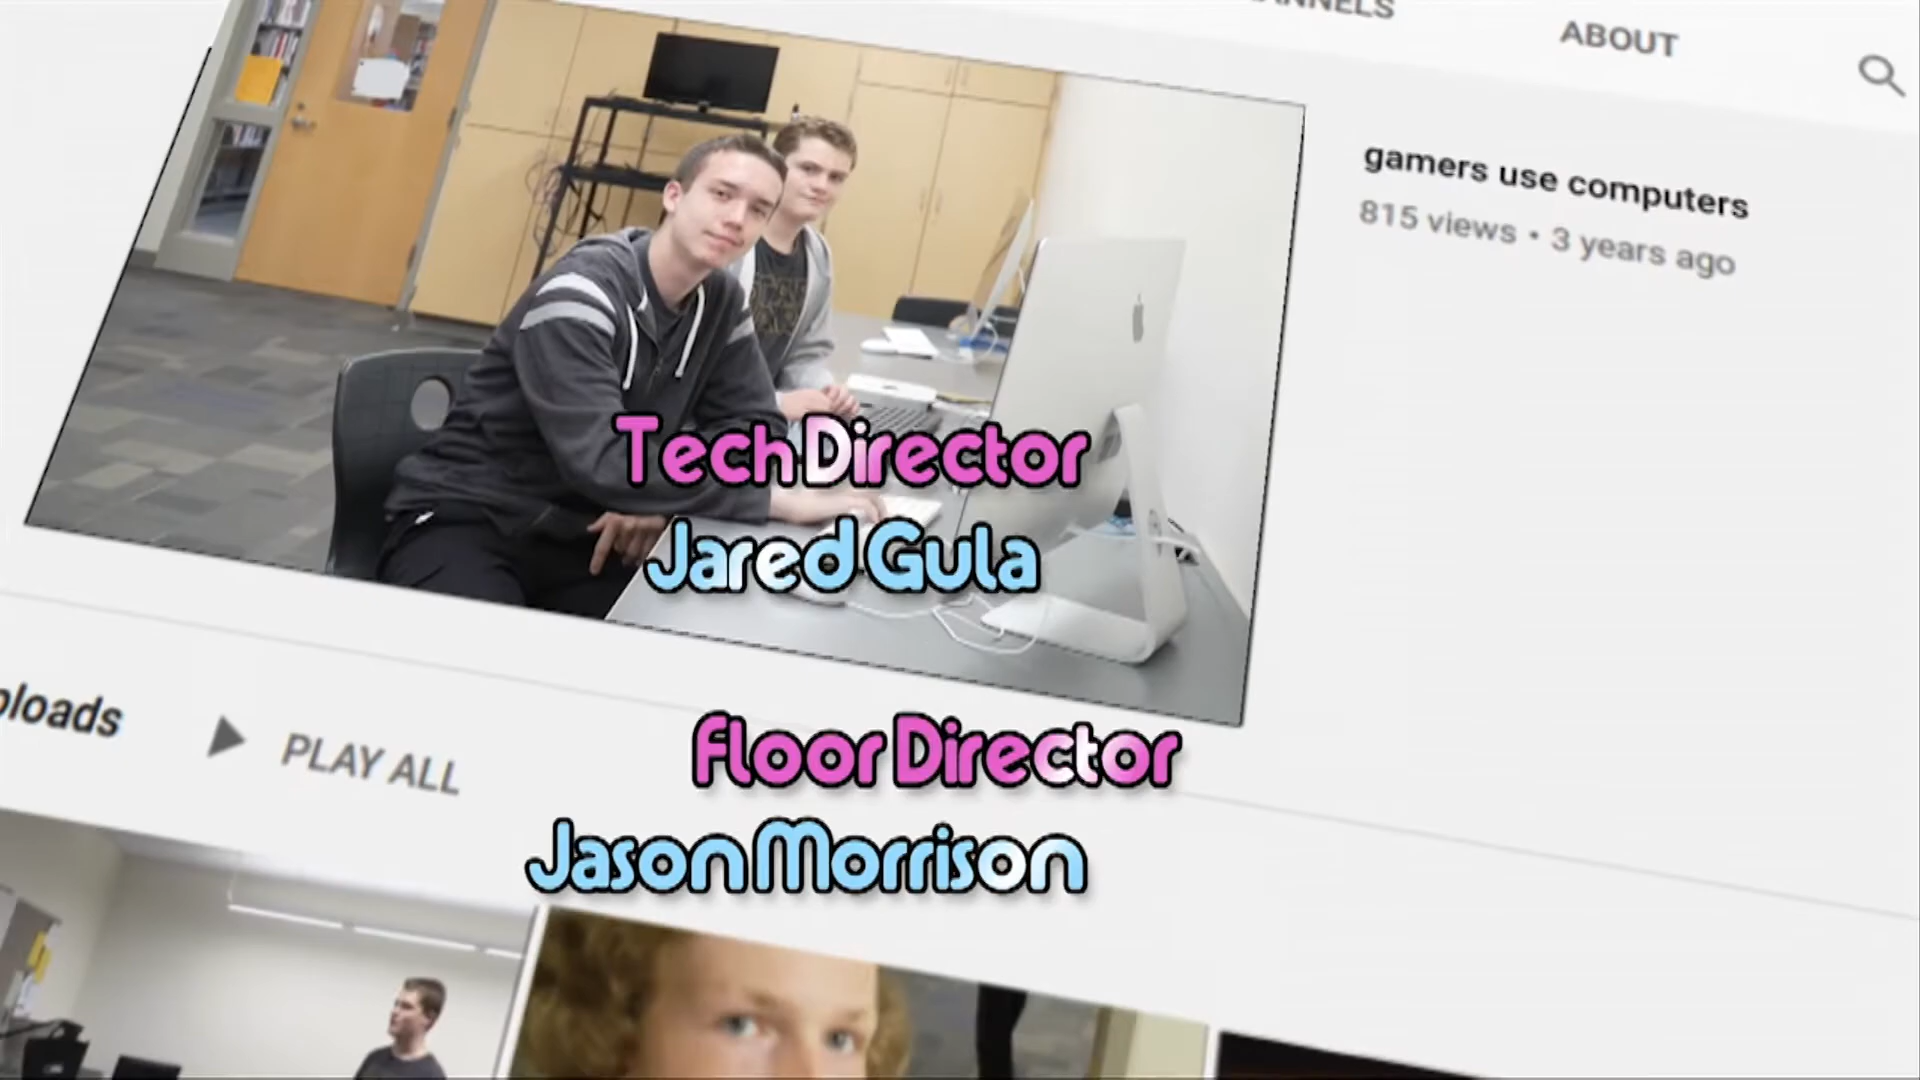 ABOUT
gamers use computers
815 views • 3 years ago
Tech Director
Jared Gula
PLAY ALL
Floor Director
Jason Morrison